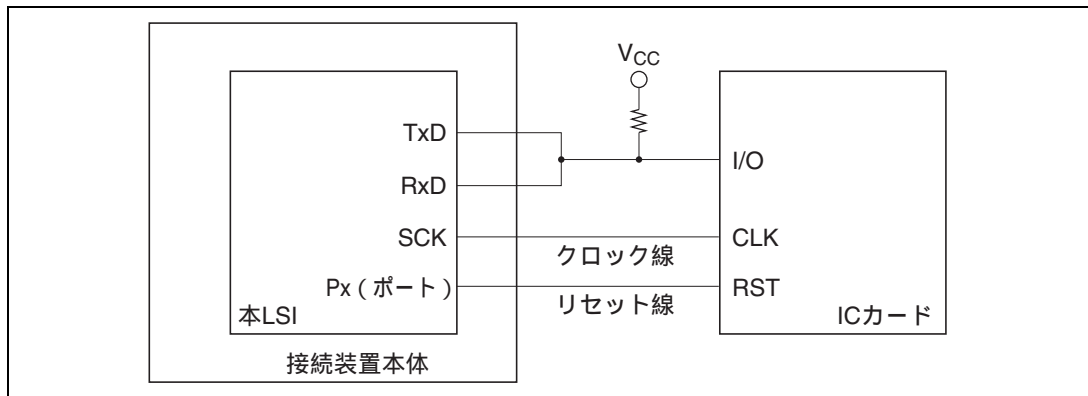 VCC
TxD
RxD
I/O
SCK
クロック線
CLK
Px（ポート）
リセット線
RST
本LSI
ICカード
接続装置本体